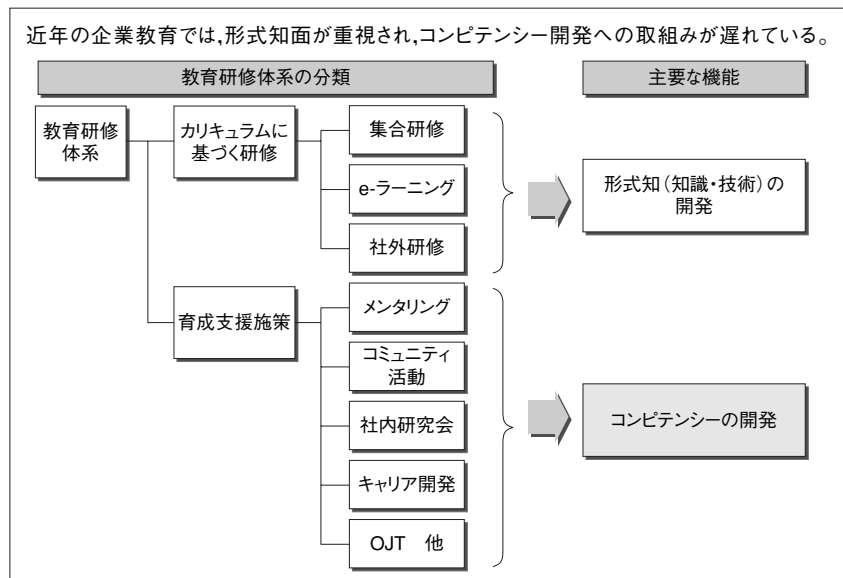 近年の企業教育では,形式知面が重視され,コンピテンシー開発への取組みが遅れている。
教育研修体系の分類
主要な機能
教育研修
体系
カリキュラムに
基づく研修
集合研修
e-ラーニング
社外研修
形式知(知識・技術)の
開発
育成支援施策
メンタリング
コミュニティ
活動
社内研究会
キャリア開発
OJT 他
コンピテンシーの開発